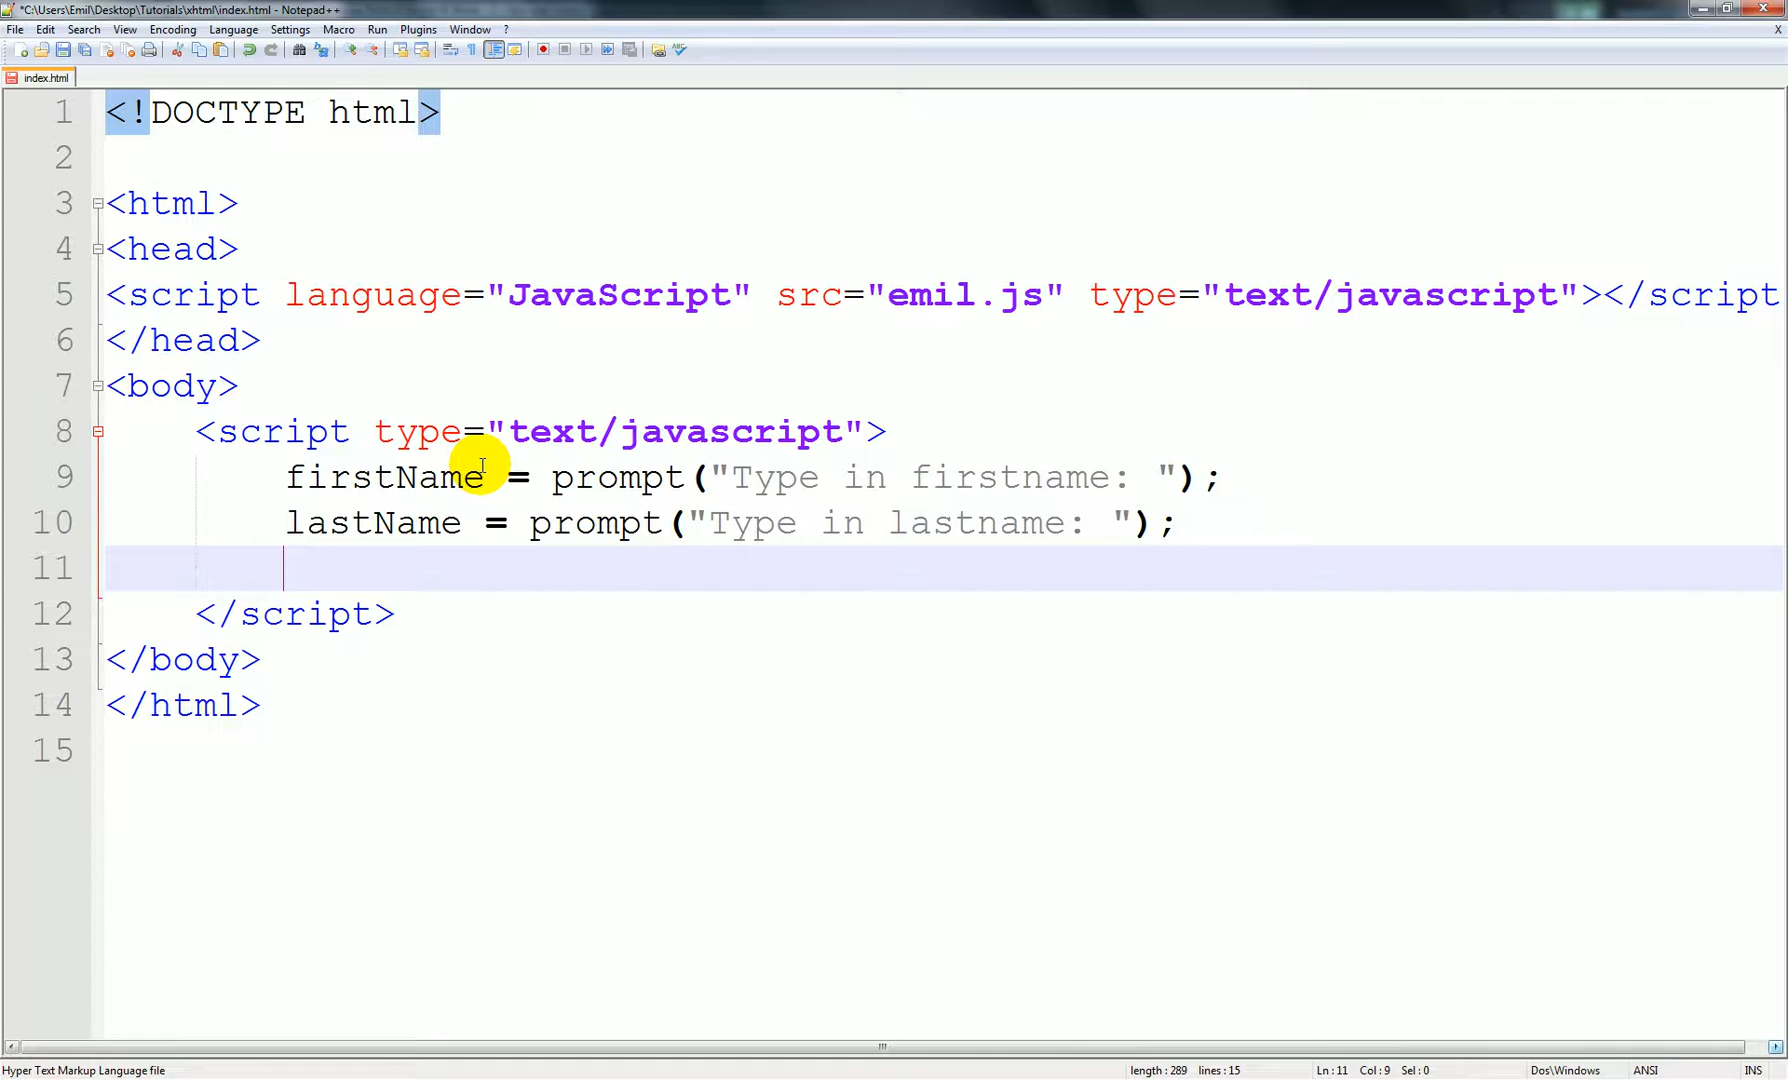 *C:\Users\Emil\Desktop\Tutorials\xhtml\index.html - Notepad++
File Edit Search View Encoding Language Settings Macro Run Plugins Window ? X
index.html
1 <!DOCTYPE html>
2
3 <html>
4 <head>
5 <script language="JavaScript" src="emil.js" type="text/javascript"></script
6 </head>
7 <body>
8 <script type="text/javascript">
9 firstName = prompt("Type in firstname: ");
10 lastName = prompt("Type in lastname: ");
11
12 </script>
13 </body>
14 </html>
15
Hyper Text Markup Language file length : 289 lines : 15 Ln : 11 Col : 9 Sel : 0 Dos\Windows ANSI INS